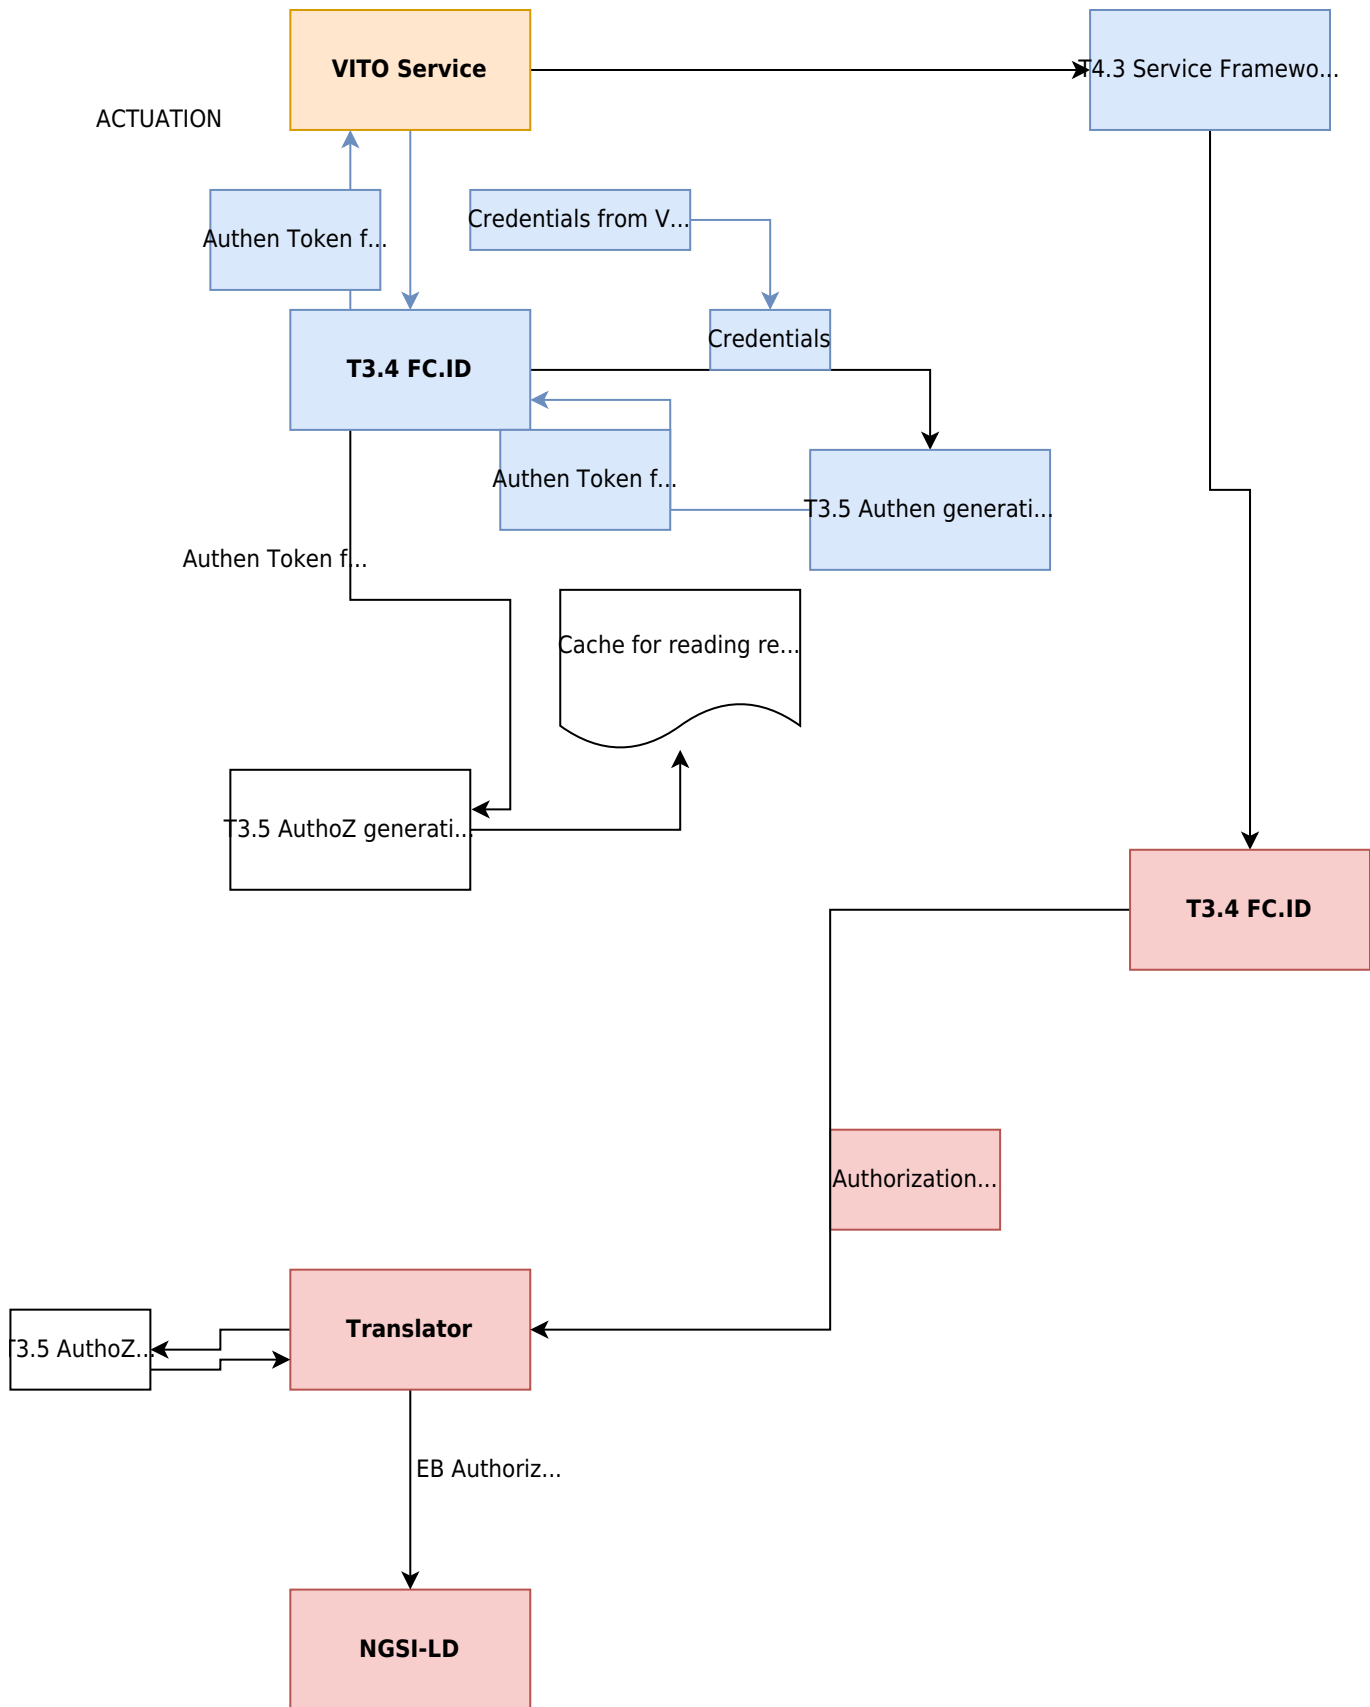 VITO Service
T4.3 Service Framewo...
ACTUATION
Authen Token f...
Credentials from V...
Credentials
T3.4 FC.ID
Authen Token f...
T3.5 Authen generati...
Authen Token f...
Cache for reading re...
T3.5 AuthoZ generati...
T3.4 FC.ID
Authorization...
Translator
T3.5 AuthoZ...
EB Authoriz...
NGSI-LD